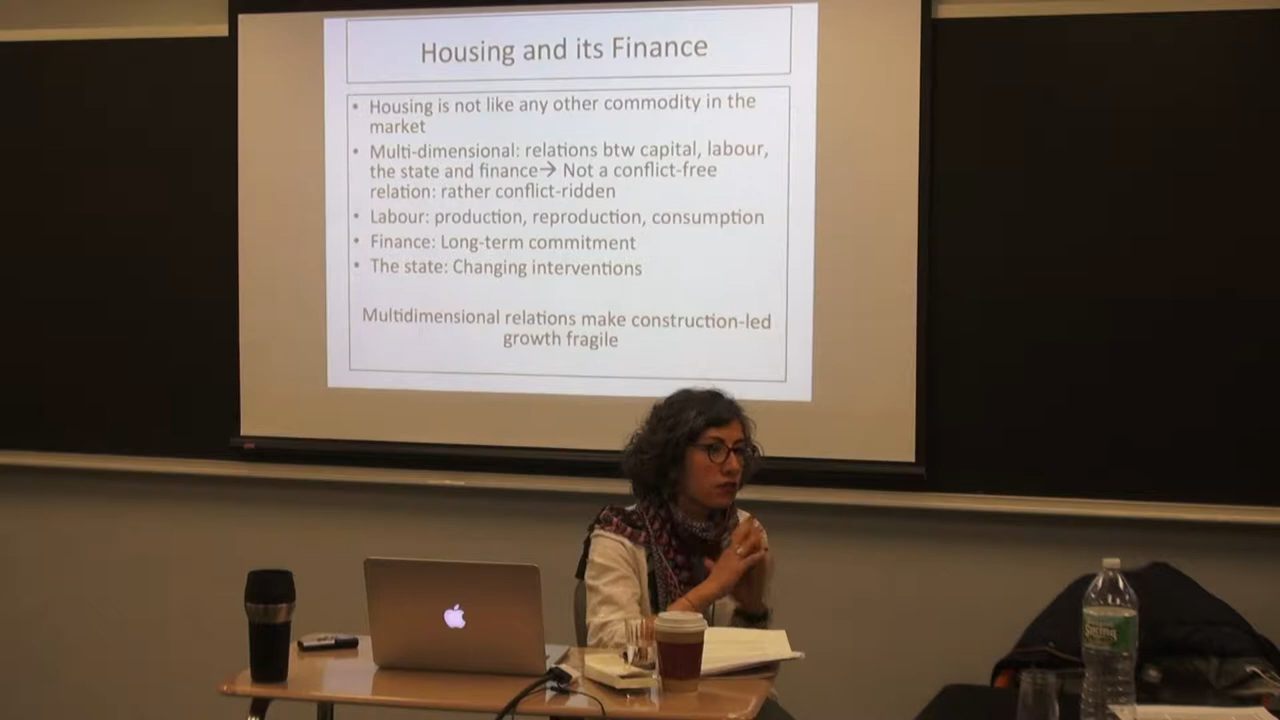 Housing and its Finance
• Housing is not like any other commodity in the
market
• Multi-dimensional: relations btw capital, labour,
the state and finance→ Not a conflict-free
relation: rather conflict-ridden
• Labour: production, reproduction, consumption
• Finance: Long-term commitment
• The state: Changing interventions
Multidimensional relations make construction-led
growth fragile
Spring